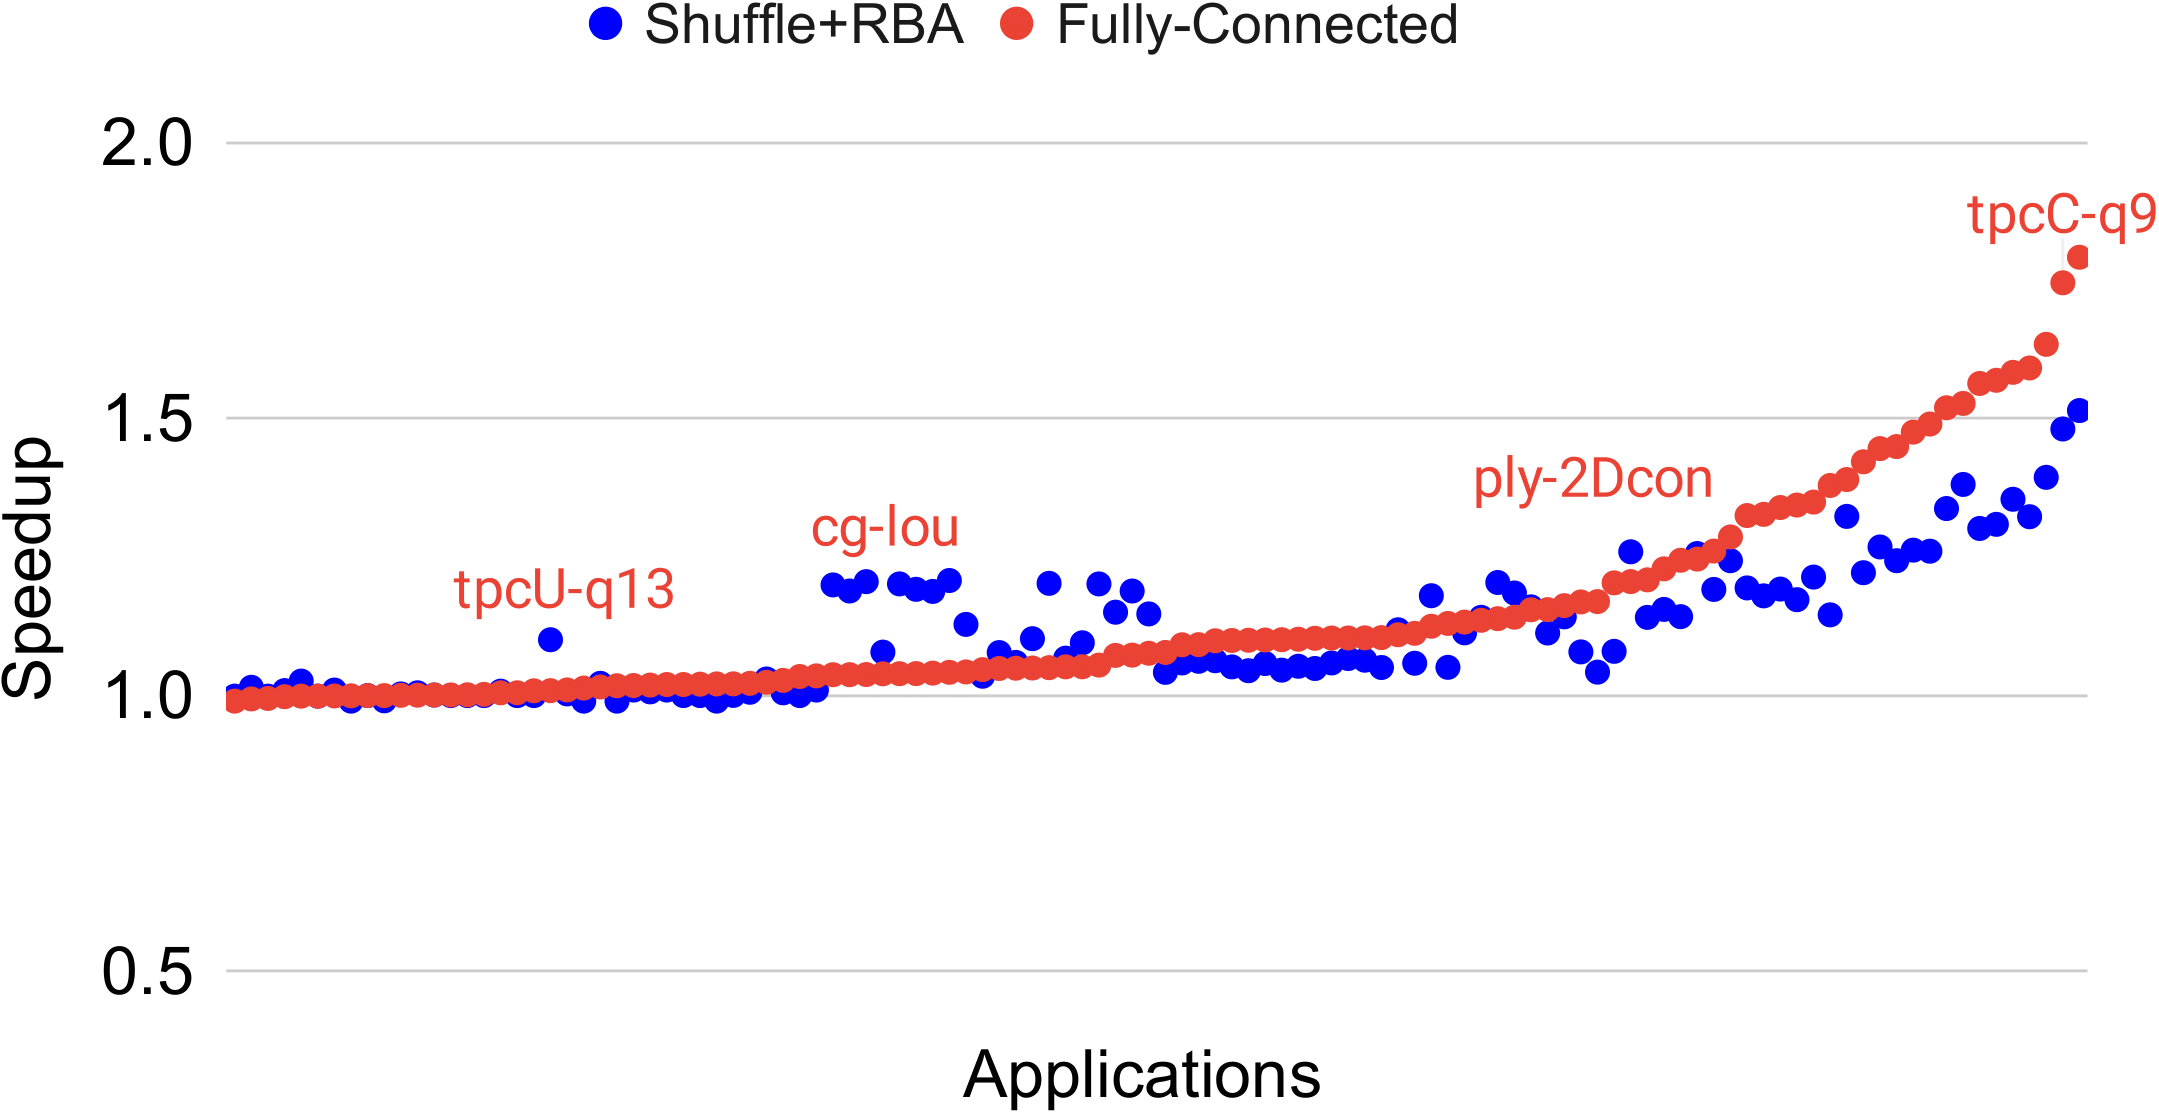 Shuffle+RBA Fully-Connected
2.0
tpcC-q9
1.5
ply-2Dcon
cg-lou
tpcU-q13
1.0
0.5
Speedup
Applications